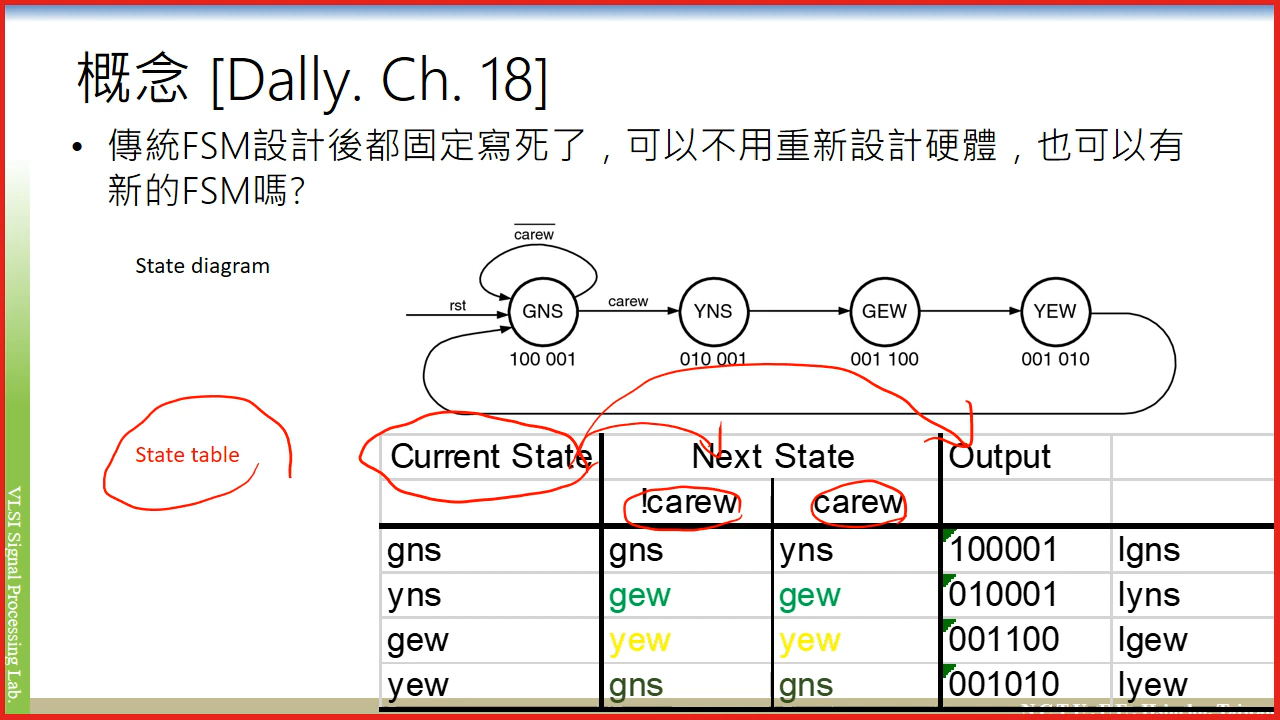 概念 [Dally. Ch. 18]
• 傳統FSM設計後都固定寫死了，可以不用重新設計硬體，也可以有
新的FSM嗎?
State diagram
carew
rst
carew
GNS
YNS
GEW
YEW
100 001
010 001
001 100
001 010
State table
Current State Next State Output
!carew carew
gns gns yns 100001 lgns
yns gew gew 010001 lyns
gew yew yew 001100 lgew
yew gns gns 001010 lyew
VLSI Signal Processing Lab.